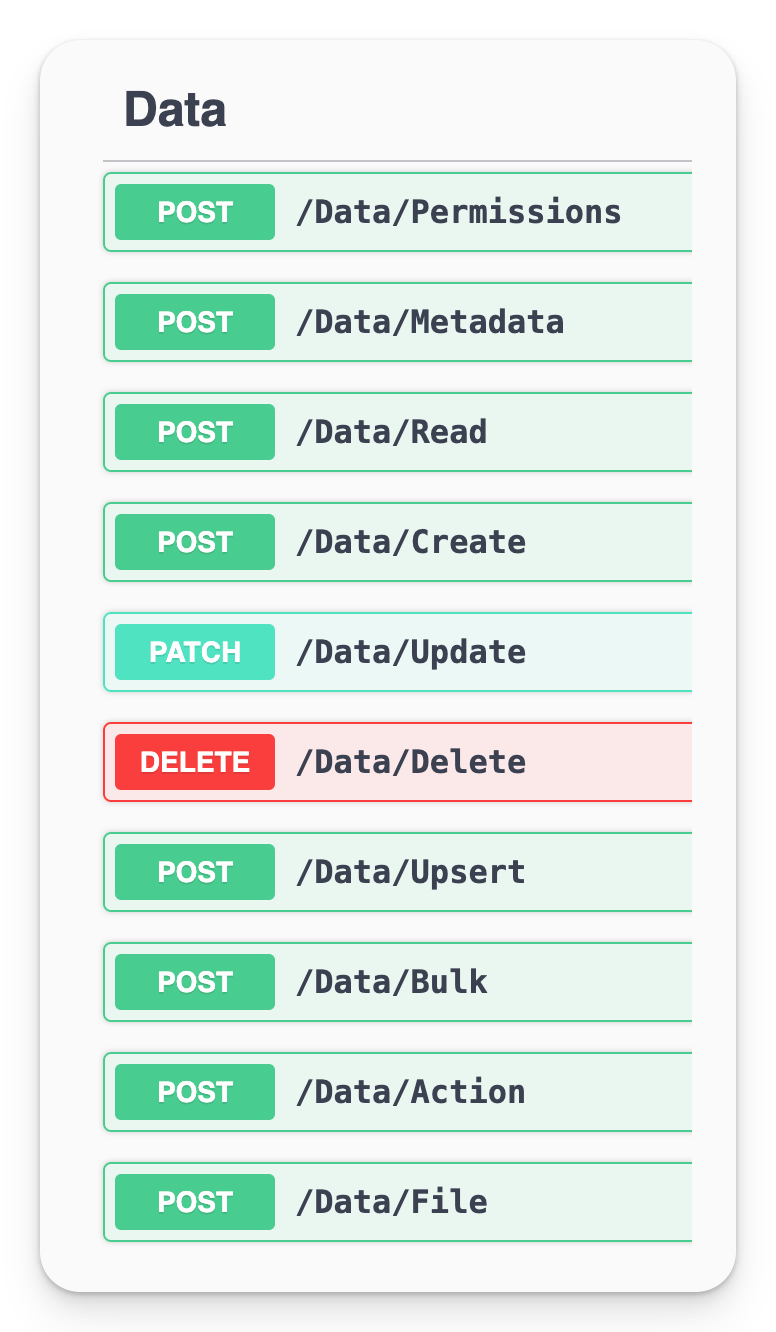 Data
POST /Data/Permissions
POST /Data/Metadata
POST /Data/Read
POST /Data/Create
PATCH /Data/Update
DELETE /Data/Delete
POST /Data/Upsert
POST /Data/Bulk
POST /Data/Action
POST /Data/File